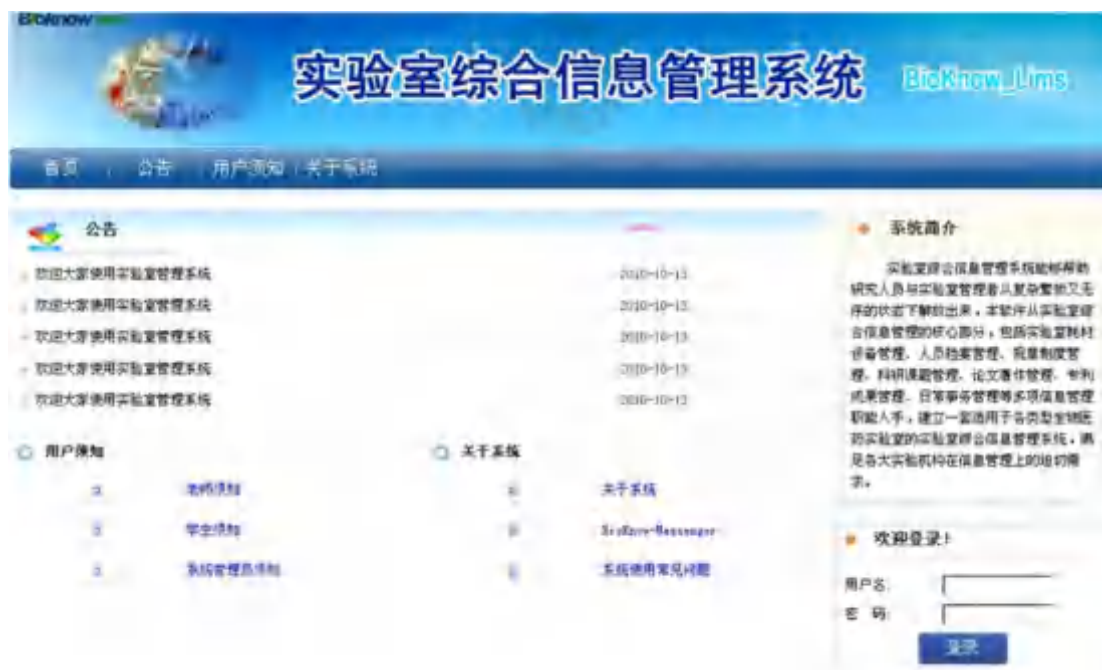 Bioknow
实验室综合信息管理系统 BioKnow_Lims
首页 公告 用户须知 关于系统
公告
欢迎大家使用实验室管理系统 2010-10-13
欢迎大家使用实验室管理系统 2010-10-13
欢迎大家使用实验室管理系统 2010-10-13
欢迎大家使用实验室管理系统 2010-10-13
欢迎大家使用实验室管理系统 2010-10-13
用户须知
老师须知
学生须知
系统管理员须知
关于系统
关于系统
BioKnow-Messenger
系统使用常见问题
系统简介
实验室综合信息管理系统能够帮助
研究人员与实验室管理者从复杂繁琐又无
序的状态下解放出来，本软件从实验室综
合信息管理的核心部分，包括实验室耗材
设备管理、人员档案管理、规章制度管
理、科研课题管理、论文著作管理、专利
成果管理、日常事务管理等多项信息管理
职能入手，建立一套适用于各类型生物医
药实验室的实验室综合信息管理系统，满
足各大实验机构在信息管理上的迫切需
求。
欢迎登录！
用户名:
密 码:
登录